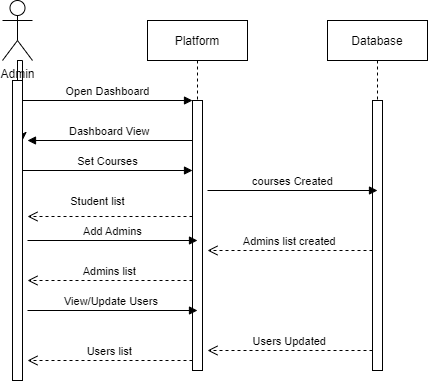 Platform
Database
Admin
Open Dashboard
Dashboard View
Set Courses
courses Created
Student list
Add Admins
Admins list created
Admins list
View/Update Users
Users Updated
Users list